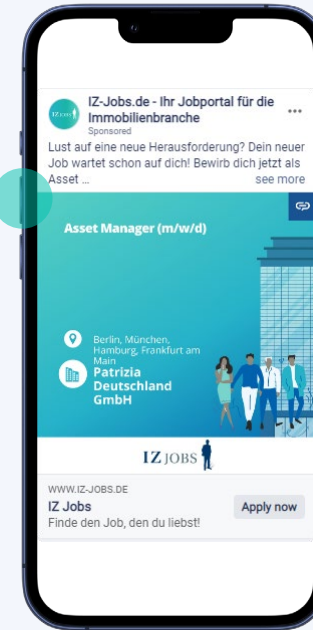 IZ-Jobs.de - Ihr Jobportal für die
Immobilienbranche
Sponsored
Lust auf eine neue Herausforderung? Dein neuer
Job wartet schon auf dich! Bewirb dich jetzt als
Asset ... see more
Asset Manager (m/w/d)
Berlin, München,
Hamburg, Frankfurt am
Main
Patrizia
Deutschland
GmbH
IZ JOBS
WWW.IZ-JOBS.DE
IZ Jobs
Finde den Job, den du liebst!
Apply now